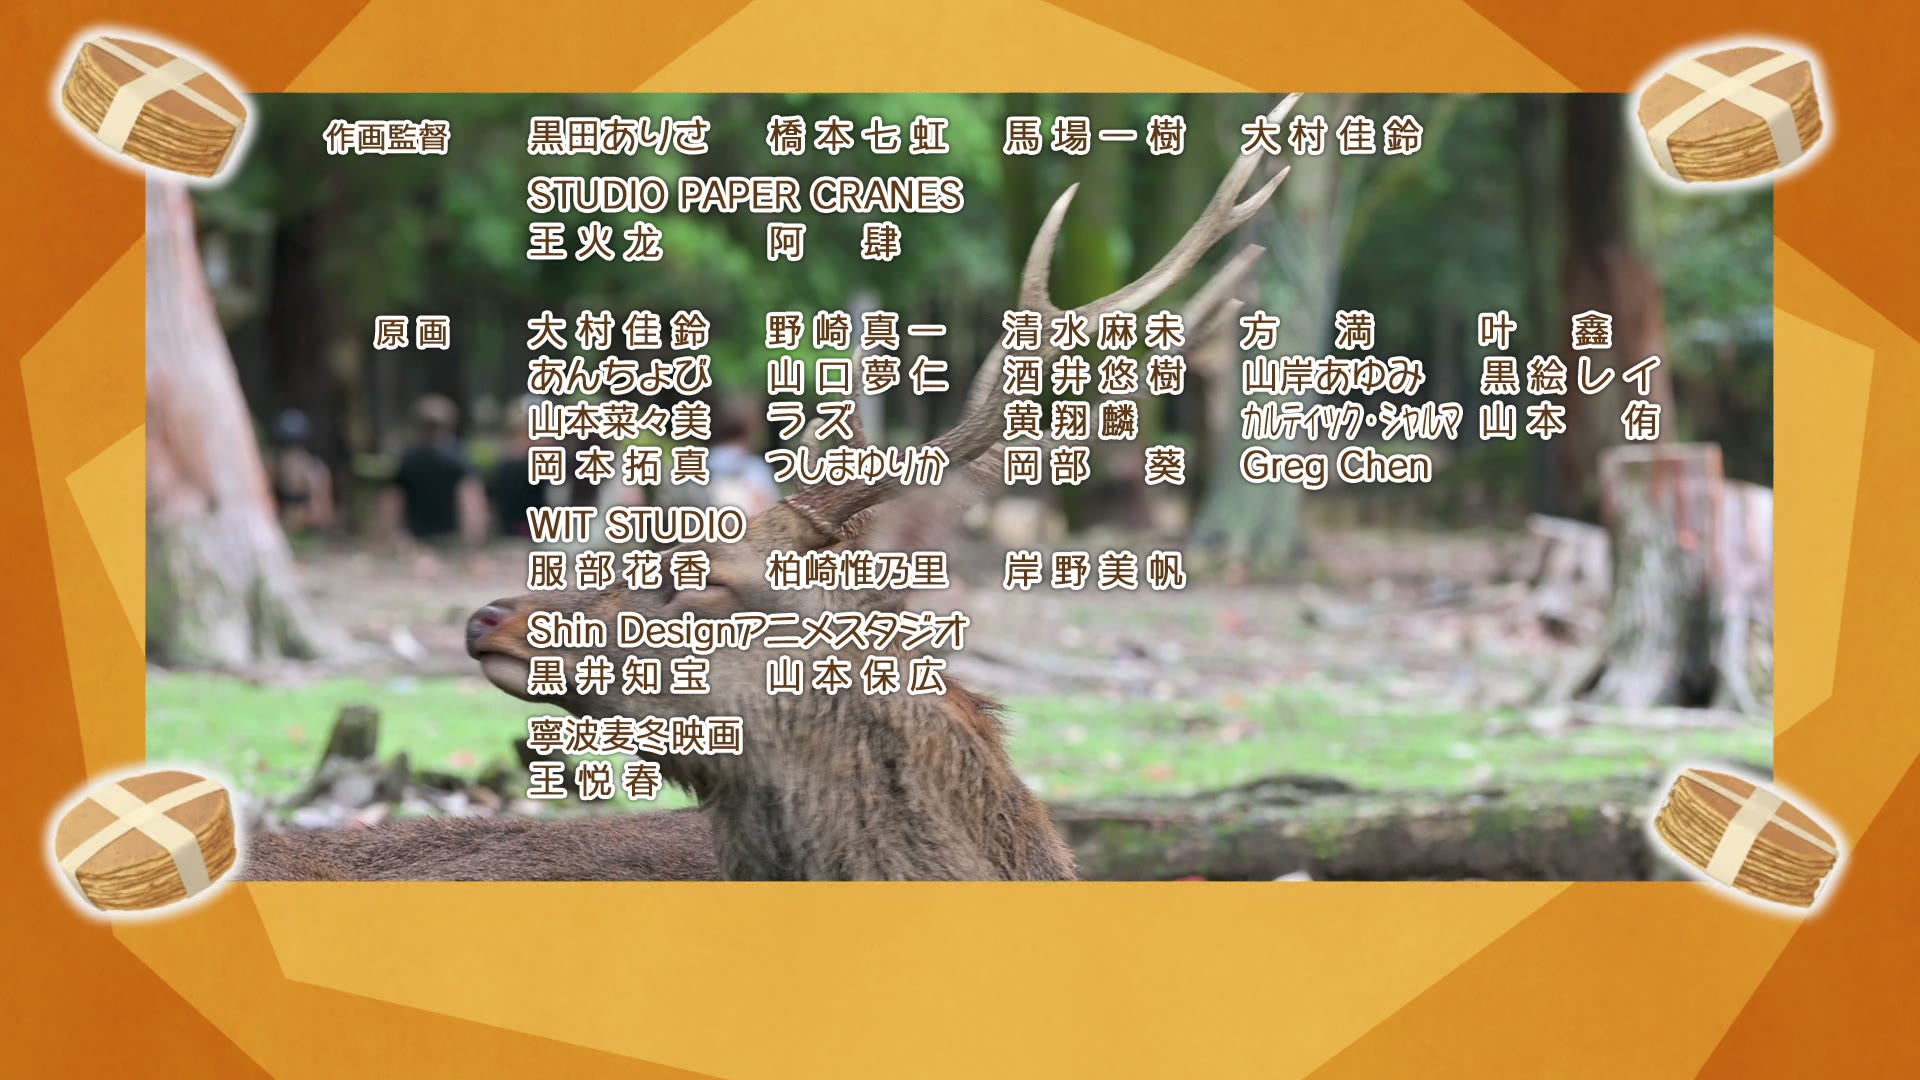 作画監督 黒田ありさ 橋本七虹 馬場一樹 大村佳鈴
STUDIO PAPER CRANES
王火龙 阿肆
原画 大村佳鈴 野崎真一 清水麻未 方満 叶鑫
あんちょび 山口夢仁 酒井悠樹 山岸あゆみ 黒絵レイ
山本菜々美 ラズ 黄翔麟 カルティック・シャルマ 山本侑
岡本拓真 つしまゆりか 岡部葵 Greg Chen
WIT STUDIO
服部花香 柏崎惟乃里 岸野美帆
Shin Designアニメスタジオ
黒井知宝 山本保広
寧波麦冬映画
王悦春